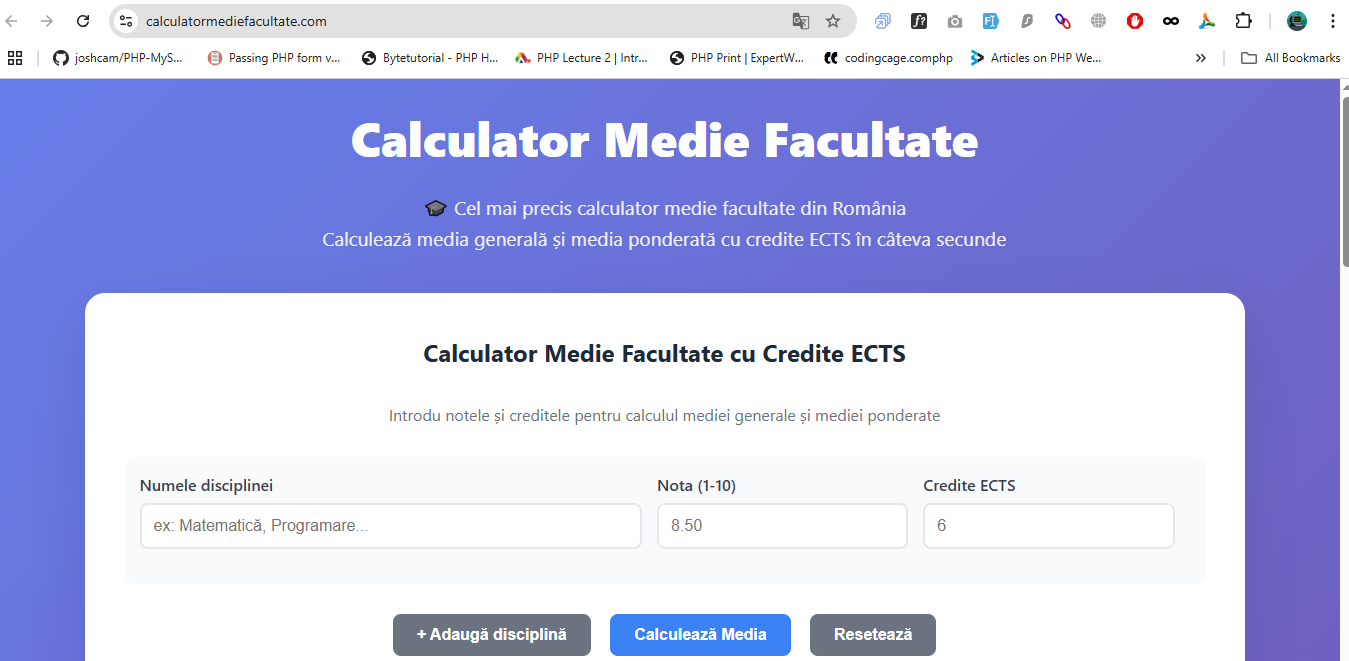 calculatormediefacultate.com
joshcam/PHP-MyS...
Passing PHP form v...
Bytetutorial - PHP H...
PHP Lecture 2 | Intr...
PHP Print | ExpertW...
codingcage.comphp
Articles on PHP We...
»
All Bookmarks
Calculator Medie Facultate
🎓 Cel mai precis calculator medie facultate din România
Calculează media generală și media ponderată cu credite ECTS în câteva secunde
Calculator Medie Facultate cu Credite ECTS
Introdu notele și creditele pentru calculul mediei generale și mediei ponderate
Numele disciplinei
Nota (1-10)
Credite ECTS
ex: Matematică, Programare...
8.50
6
+ Adaugă disciplină
Calculează Media
Resetează